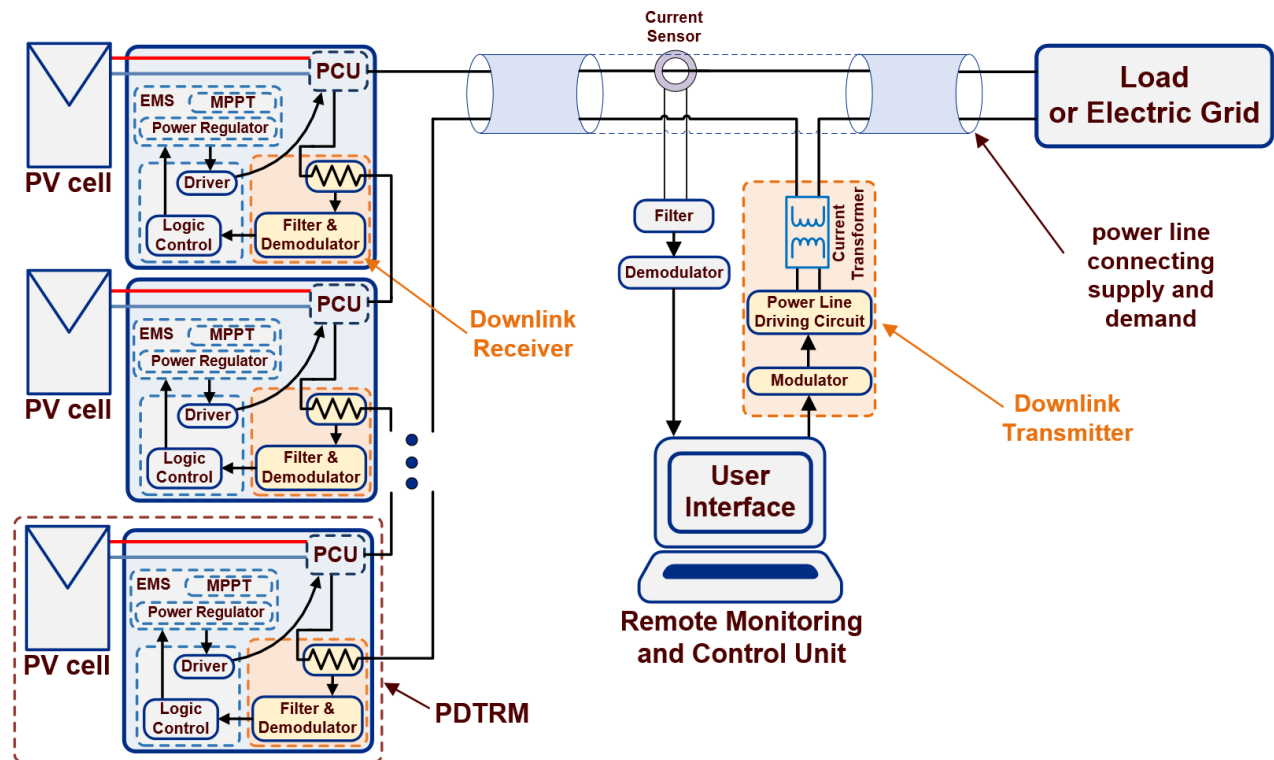 Current
Sensor
PV cell
PCU
EMS
MPPT
Power Regulator
Driver
Logic
Control
Filter &
Demodulator
PV cell
PCU
EMS
MPPT
Power Regulator
Driver
Logic
Control
Filter &
Demodulator
PV cell
PCU
EMS
MPPT
Power Regulator
Driver
Logic
Control
Filter &
Demodulator
PDTRM
Downlink
Receiver
Filter
Demodulator
Current
Transformer
Power Line
Driving Circuit
Modulator
Downlink
Transmitter
User
Interface
Remote Monitoring
and Control Unit
Load
or Electric Grid
power line
connecting
supply and
demand